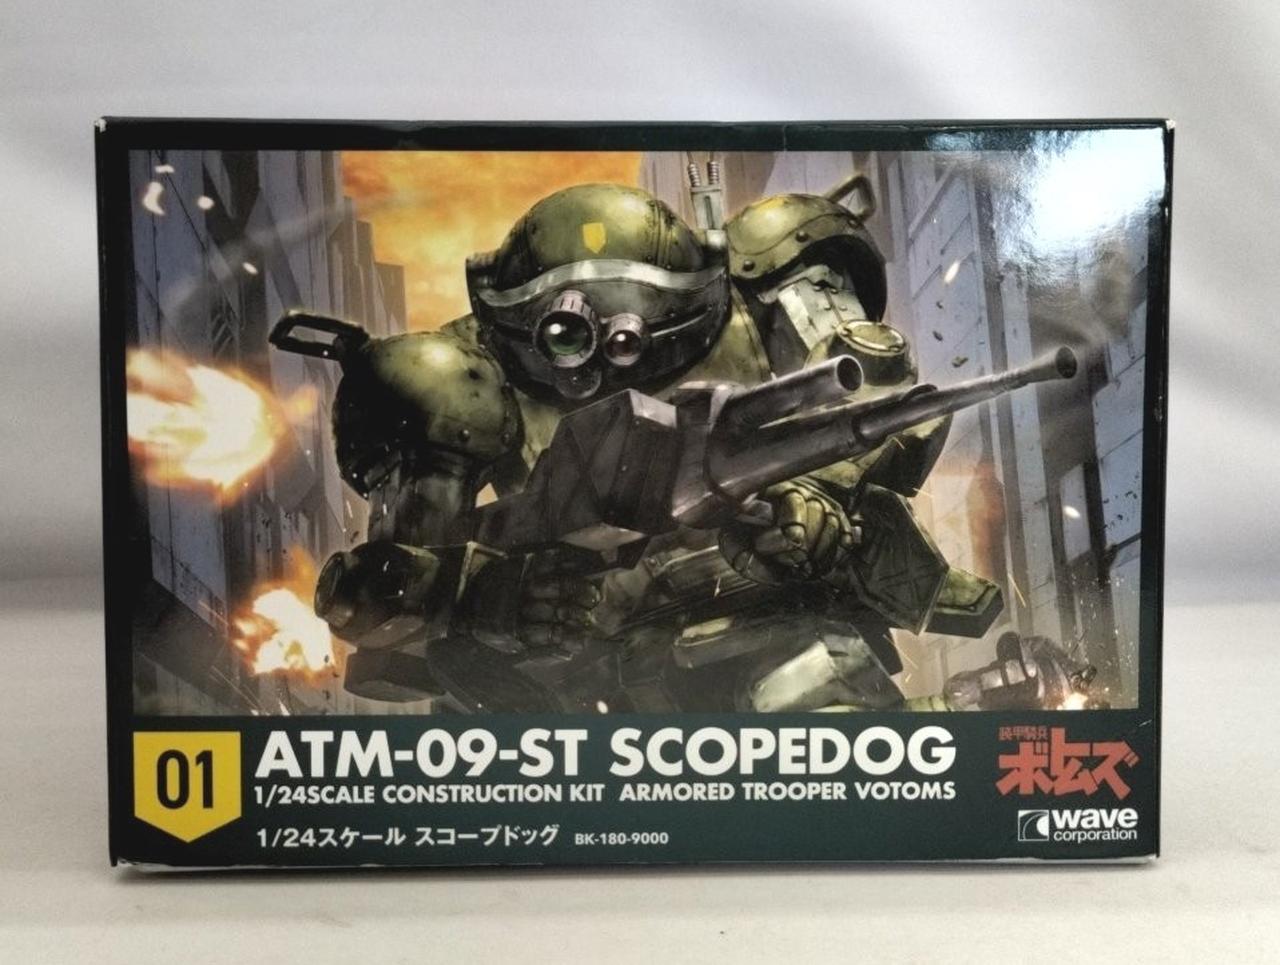 01
ATM-09-ST SCOPEDOG
1/24SCALE CONSTRUCTION KIT ARMORED TROOPER VOTOMS
1/24スケール スコープドッグ BK-180-9000
装甲騎兵
ボトムズ
wave
corporation